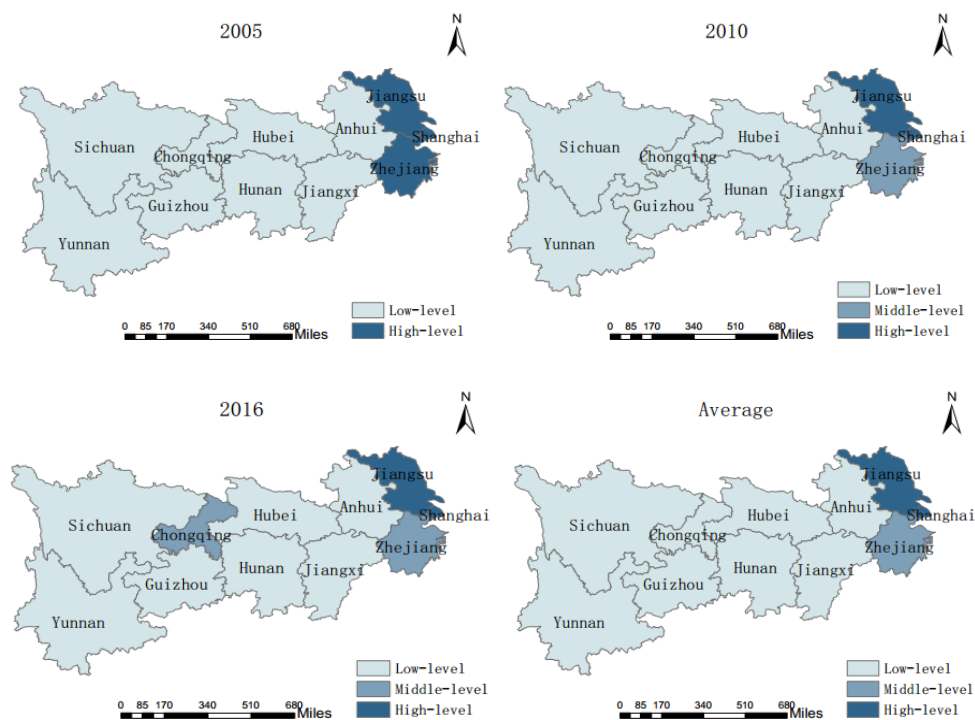 2005
N
Jiangsu
Anhui
Shanghai
Hubei
Sichuan
Chongqing
Zhejiang
Hunan
Jiangxi
Guizhou
Yunnan
Low-level
High-level
0 85 170 340 510 680
Miles
2010
N
Jiangsu
Anhui
Shanghai
Hubei
Sichuan
Chongqing
Zhejiang
Hunan
Jiangxi
Guizhou
Yunnan
Low-level
Middle-level
High-level
0 85 170 340 510 680
Miles
2016
N
Jiangsu
Anhui
Shanghai
Hubei
Sichuan
Chongqing
Zhejiang
Hunan
Jiangxi
Guizhou
Yunnan
Low-level
Middle-level
High-level
0 85 170 340 510 680
Miles
Average
N
Jiangsu
Anhui
Shanghai
Hubei
Sichuan
Chongqing
Zhejiang
Hunan
Jiangxi
Guizhou
Yunnan
Low-level
Middle-level
High-level
0 85 170 340 510 680
Miles